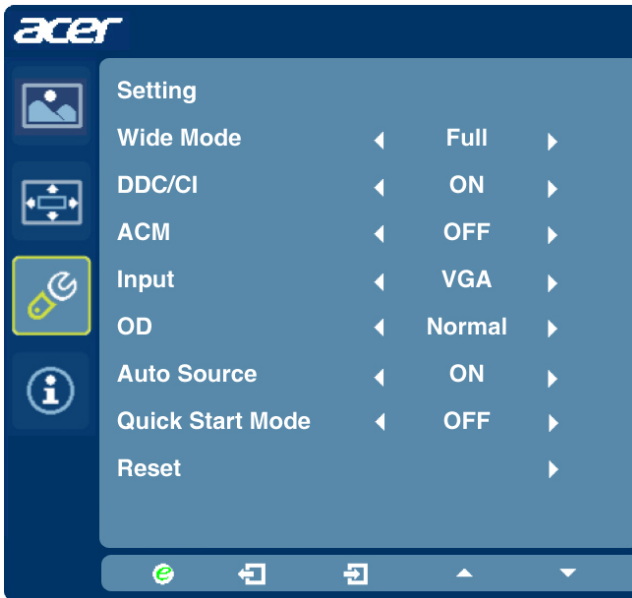 acer
Setting
Wide Mode Full
DDC/CI ON
ACM OFF
Input VGA
OD Normal
Auto Source ON
Quick Start Mode OFF
Reset
e